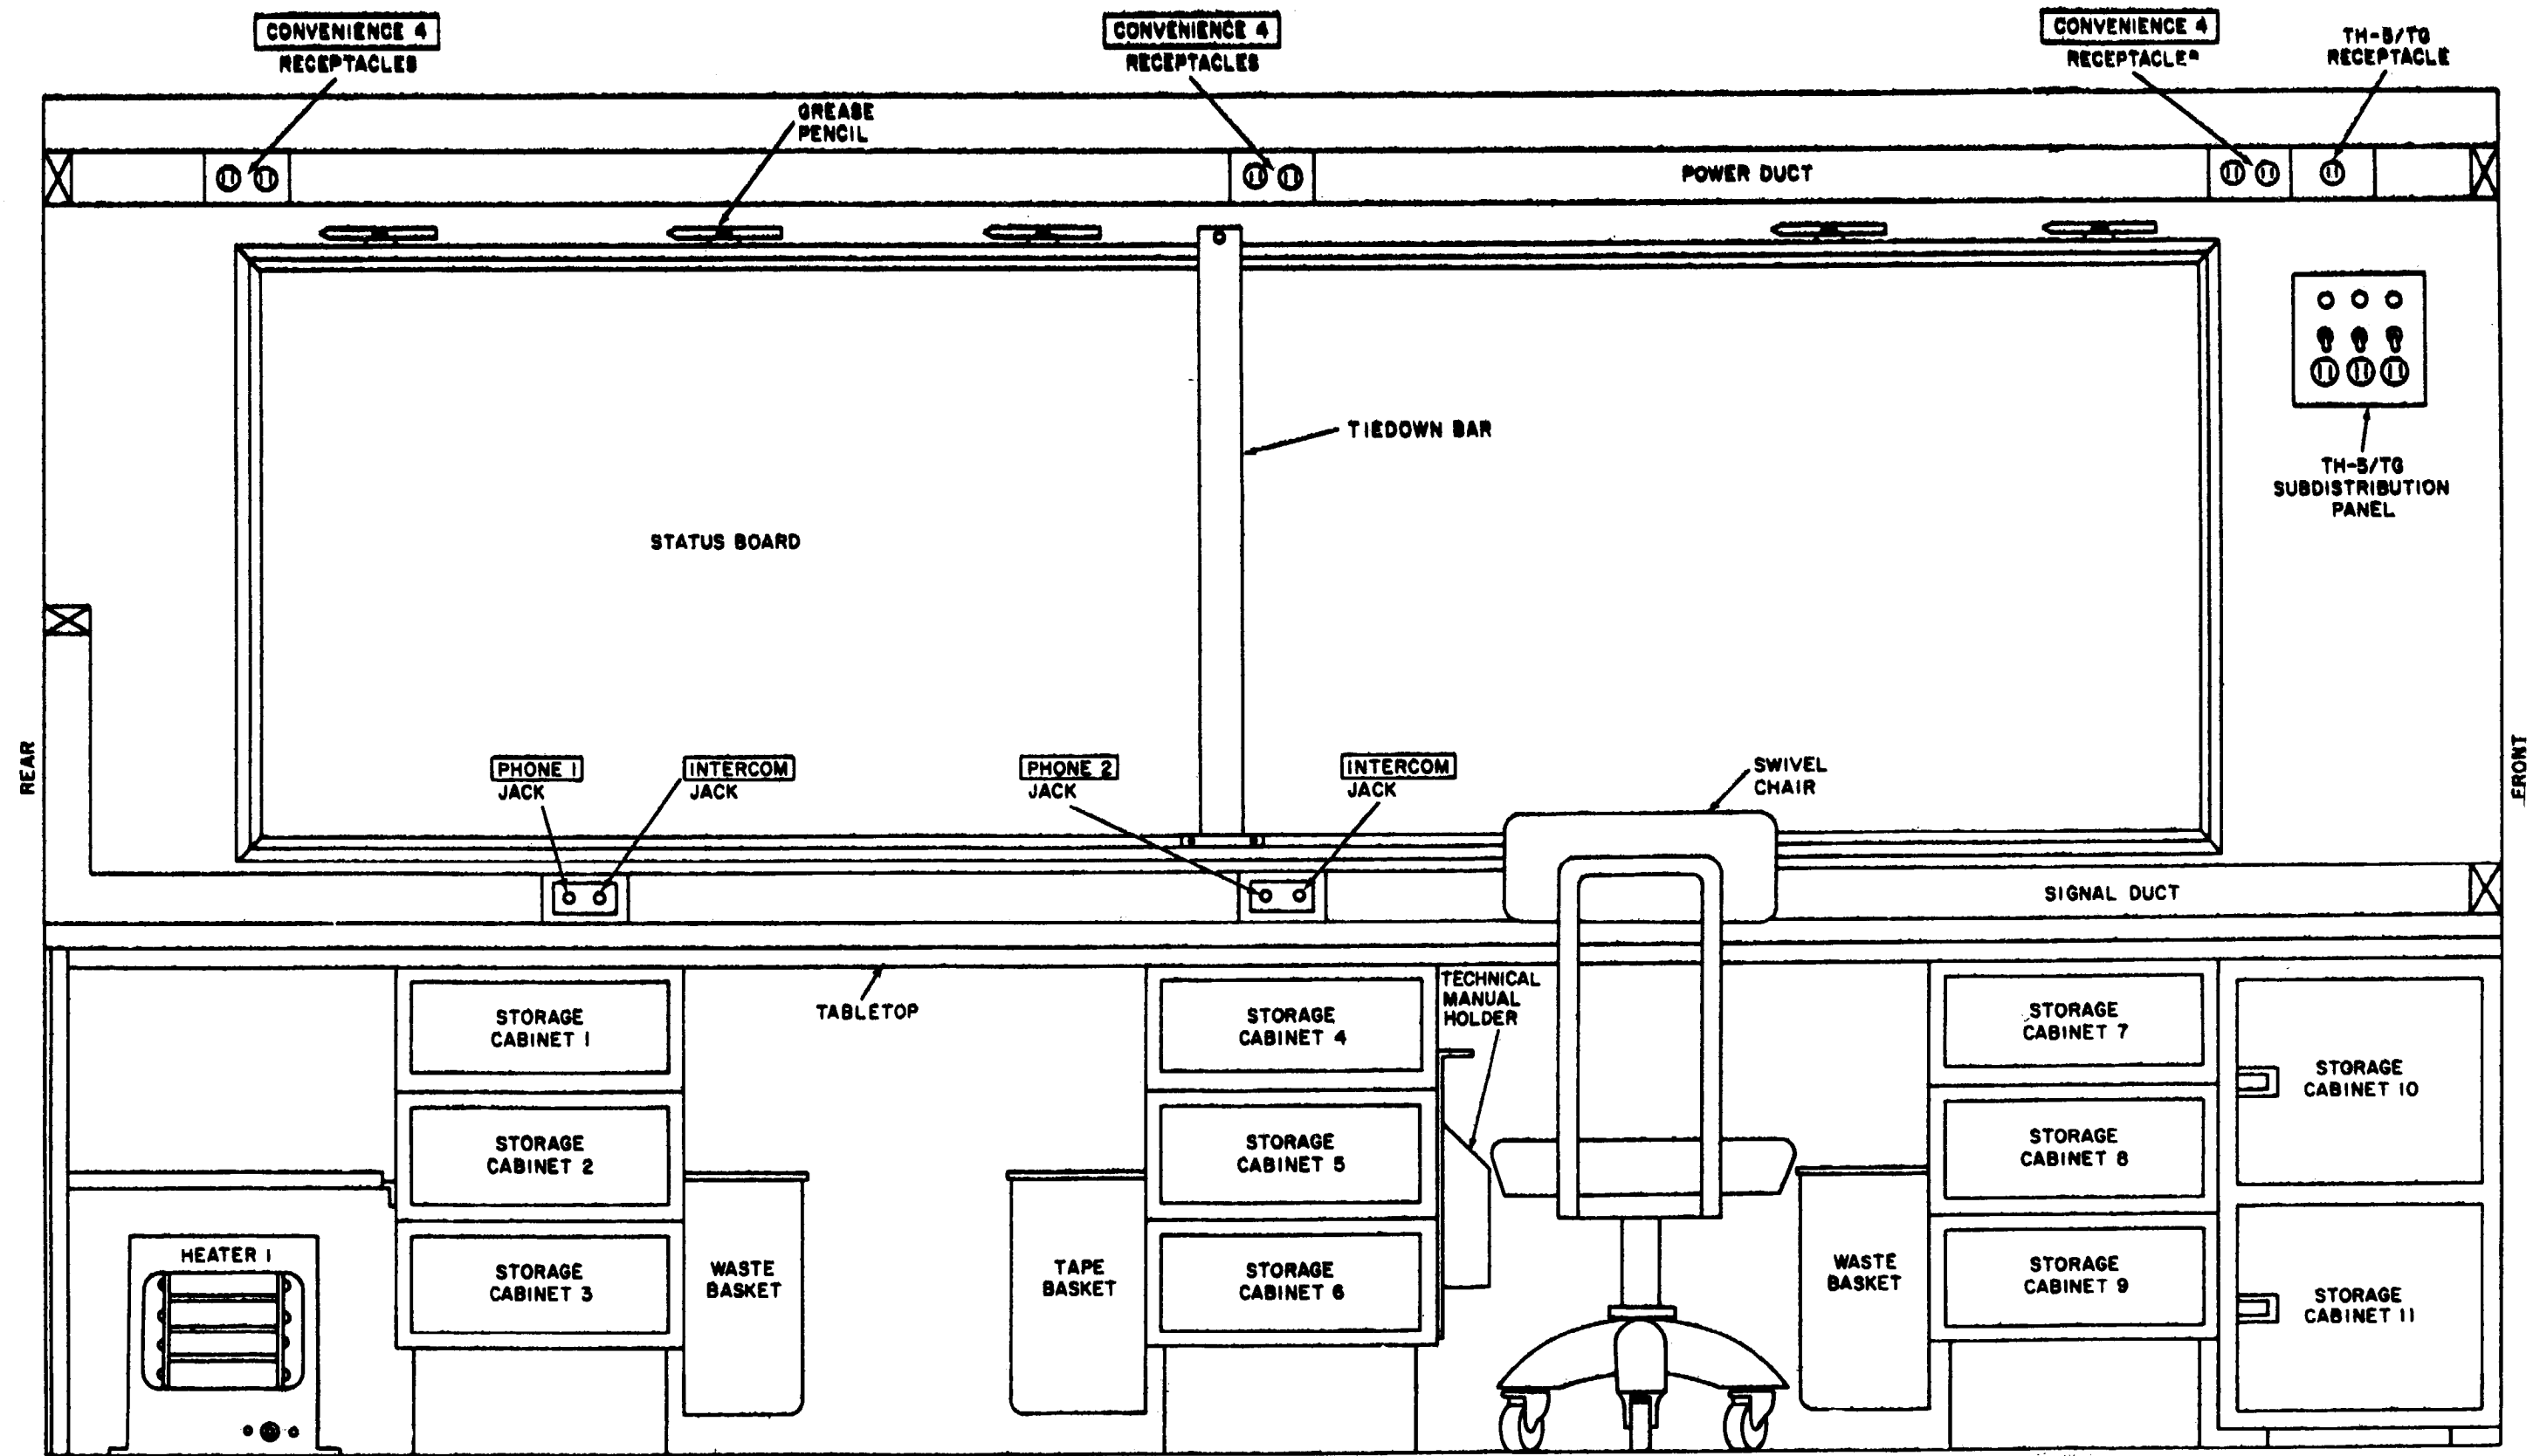 CONVENIENCE 4
RECEPTACLES
CONVENIENCE 4
RECEPTACLES
CONVENIENCE 4
RECEPTACLES
TH-5/TG
RECEPTACLE
GREASE
PENCIL
POWER DUCT
TIEDOWN BAR
TH-5/TG
SUBDISTRIBUTION
PANEL
STATUS BOARD
REAR
FRONT
PHONE 1
JACK
INTERCOM
JACK
PHONE 2
JACK
INTERCOM
JACK
SWIVEL
CHAIR
SIGNAL DUCT
TABLETOP
TECHNICAL
MANUAL
HOLDER
STORAGE
CABINET 1
STORAGE
CABINET 2
STORAGE
CABINET 3
STORAGE
CABINET 4
STORAGE
CABINET 5
STORAGE
CABINET 6
STORAGE
CABINET 7
STORAGE
CABINET 8
STORAGE
CABINET 9
STORAGE
CABINET 10
STORAGE
CABINET 11
HEATER 1
WASTE
BASKET
TAPE
BASKET
WASTE
BASKET